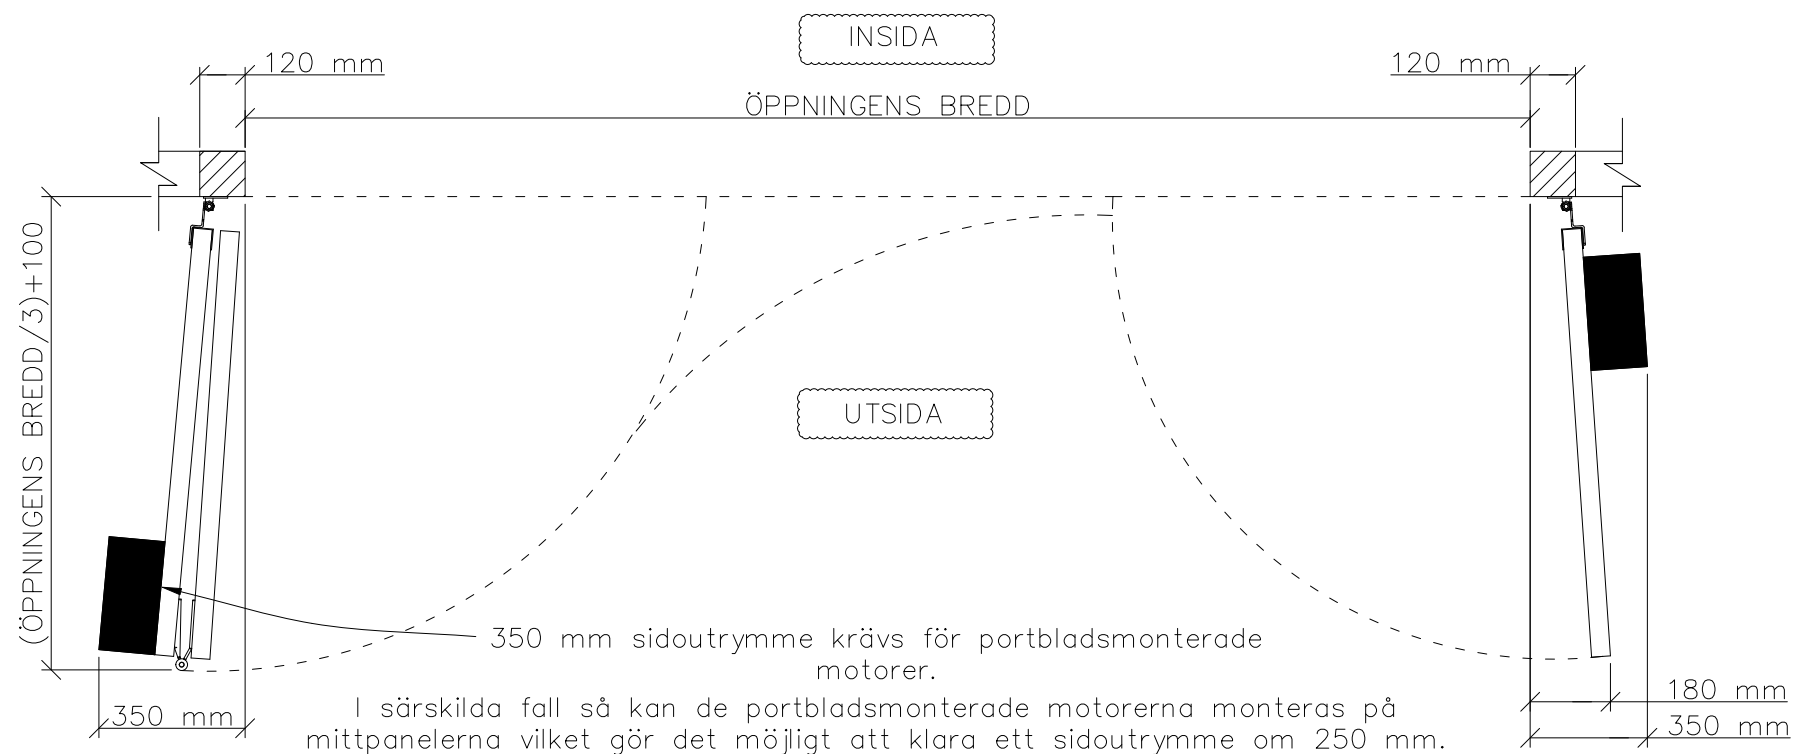 INSIDA
120 mm
120 mm
ÖPPNINGENS BREDD
(ÖPPNINGENS BREDD/3)+100
UTSIDA
350 mm sidoutrymme krävs för portbladsmonterade
motorer.
I särskilda fall så kan de portbladsmonterade motorerna monteras på
mittpanelerna vilket gör det möjligt att klara ett sidoutrymme om 250 mm.
350 mm
180 mm
350 mm